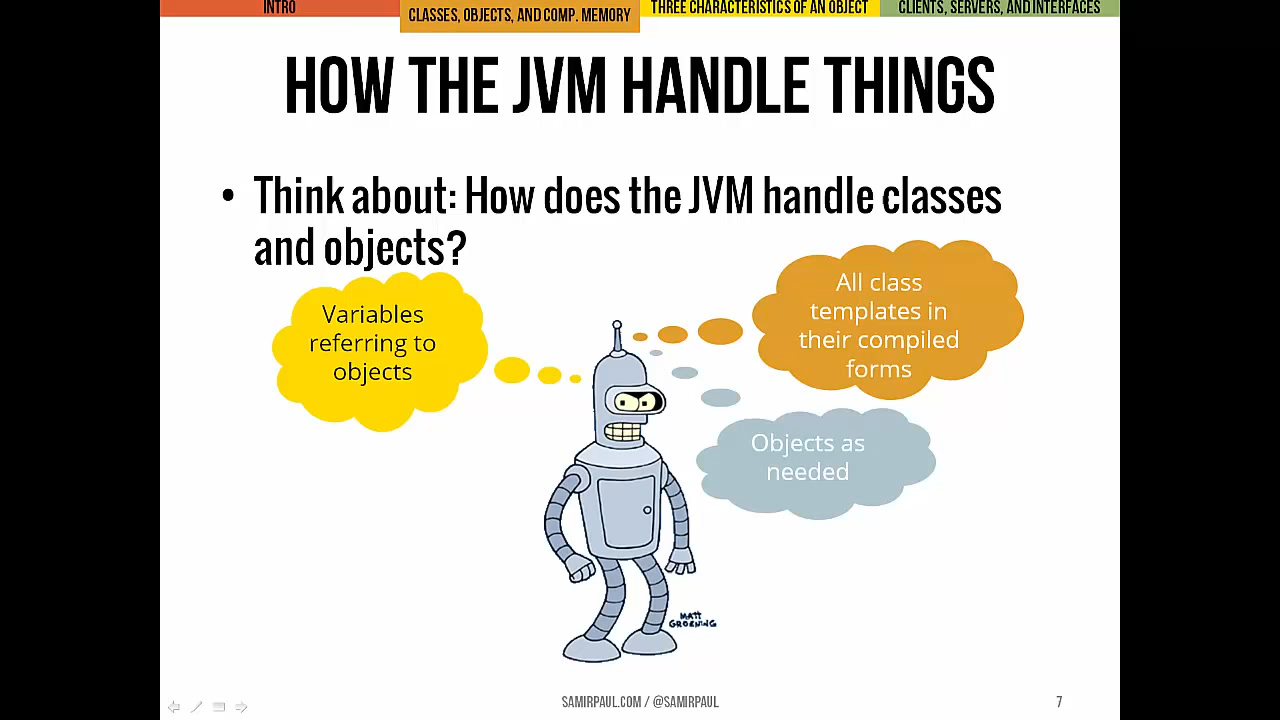 INTRO
CLASSES, OBJECTS, AND COMP. MEMORY
THREE CHARACTERISTICS OF AN OBJECT
CLIENTS, SERVERS, AND INTERFACES
HOW THE JVM HANDLE THINGS
• Think about: How does the JVM handle classes
and objects?
Variables
referring to
objects
All class
templates in
their compiled
forms
Objects as
needed
MATT
GROENING
SAMIRPAUL.COM / @SAMIRPAUL
7